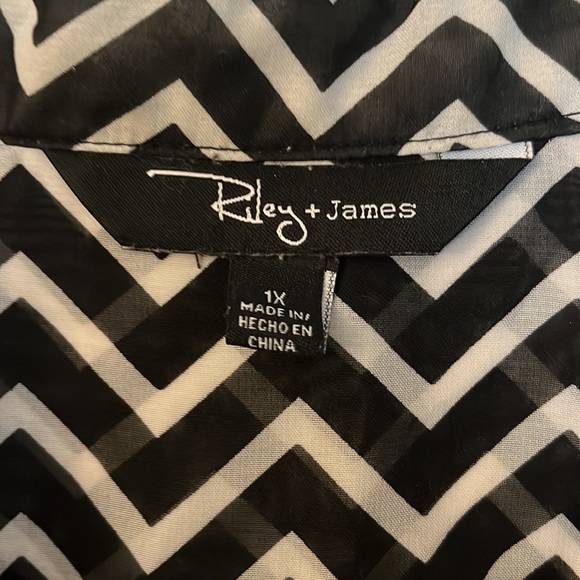 Riley + James
1X
MADE IN/
HECHO EN
CHINA